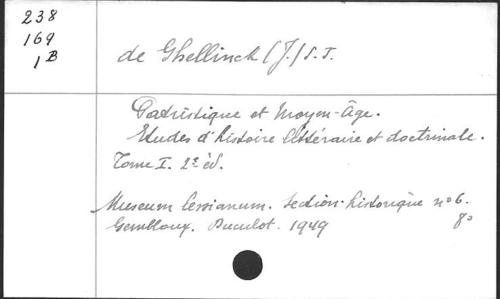 238
169
1B
de Ghellinck (J.) S.J.
Patristique et Moyen-Âge.
Etudes d'histoire littéraire et doctrinale.
Tome I. 2e éd.
Museum Lessianum. Section historique n° 6.
Gembloux. Duculot. 1949 8°